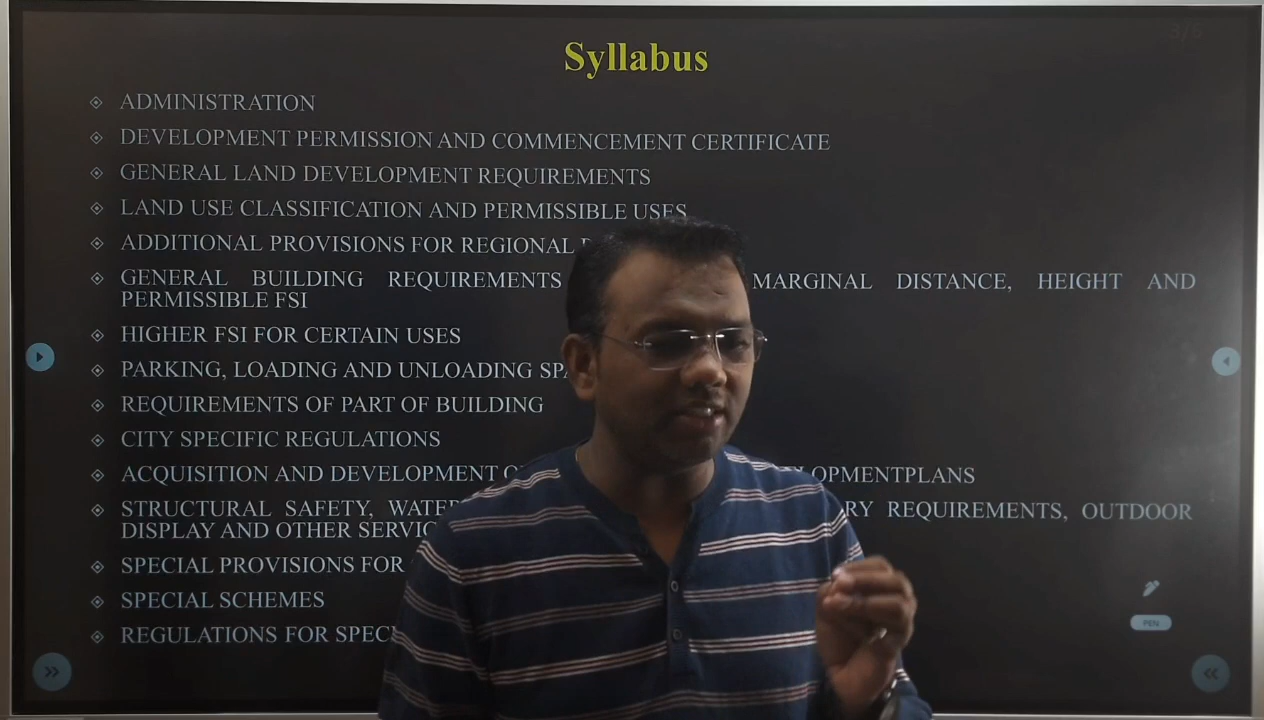 3/6
Syllabus
ADMINISTRATION
DEVELOPMENT PERMISSION AND COMMENCEMENT CERTIFICATE
GENERAL LAND DEVELOPMENT REQUIREMENTS
LAND USE CLASSIFICATION AND PERMISSIBLE USES
ADDITIONAL PROVISIONS FOR REGIONAL
GENERAL BUILDING REQUIREMENTS MARGINAL DISTANCE, HEIGHT AND
PERMISSIBLE FSI
HIGHER FSI FOR CERTAIN USES
PARKING, LOADING AND UNLOADING
REQUIREMENTS OF PART OF BUILDING
CITY SPECIFIC REGULATIONS
ACQUISITION AND DEVELOPMENT
STRUCTURAL SAFETY, REQUIREMENTS, OUTDOOR
DISPLAY AND OTHER
SPECIAL PROVISIONS FOR
SPECIAL SCHEMES
REGULATIONS FOR
PEN